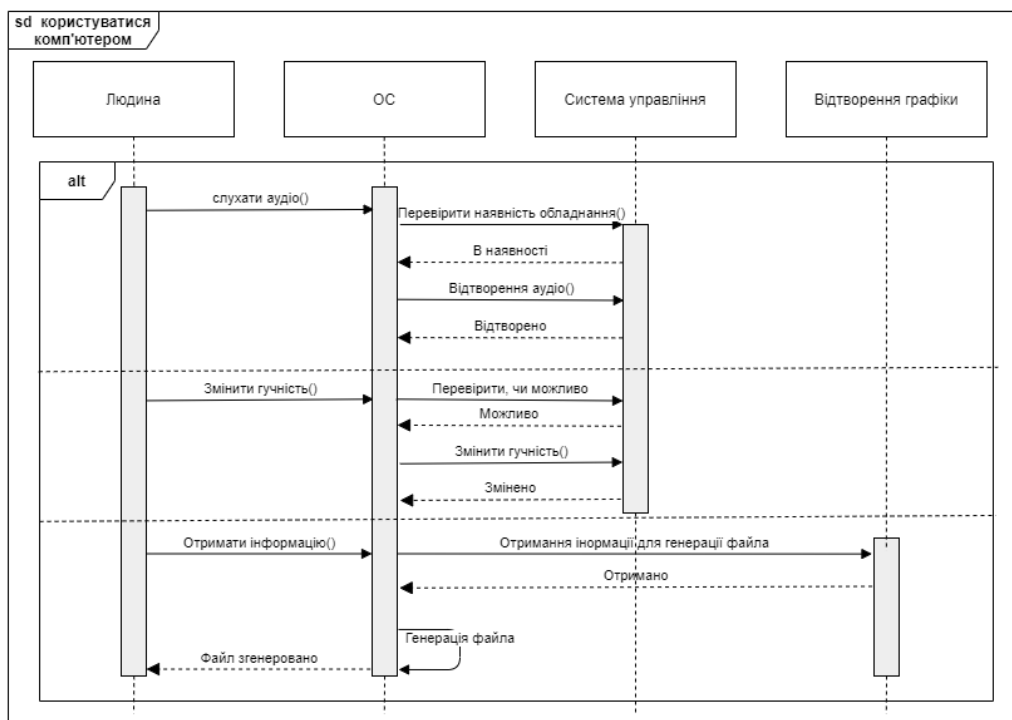 sd користуватися
комп'ютером
Людина
ОС
Система управління
Відтворення графіки
alt
слухати аудіо()
Перевірити наявність обладнання()
В наявності
Відтворення аудіо()
Відтворено
Змінити гучність()
Перевірити, чи можливо
Можливо
Змінити гучність()
Змінено
Отримати інформацію()
Отримання інормації для генерації файла
Отримано
Генерація файла
Файл згенеровано